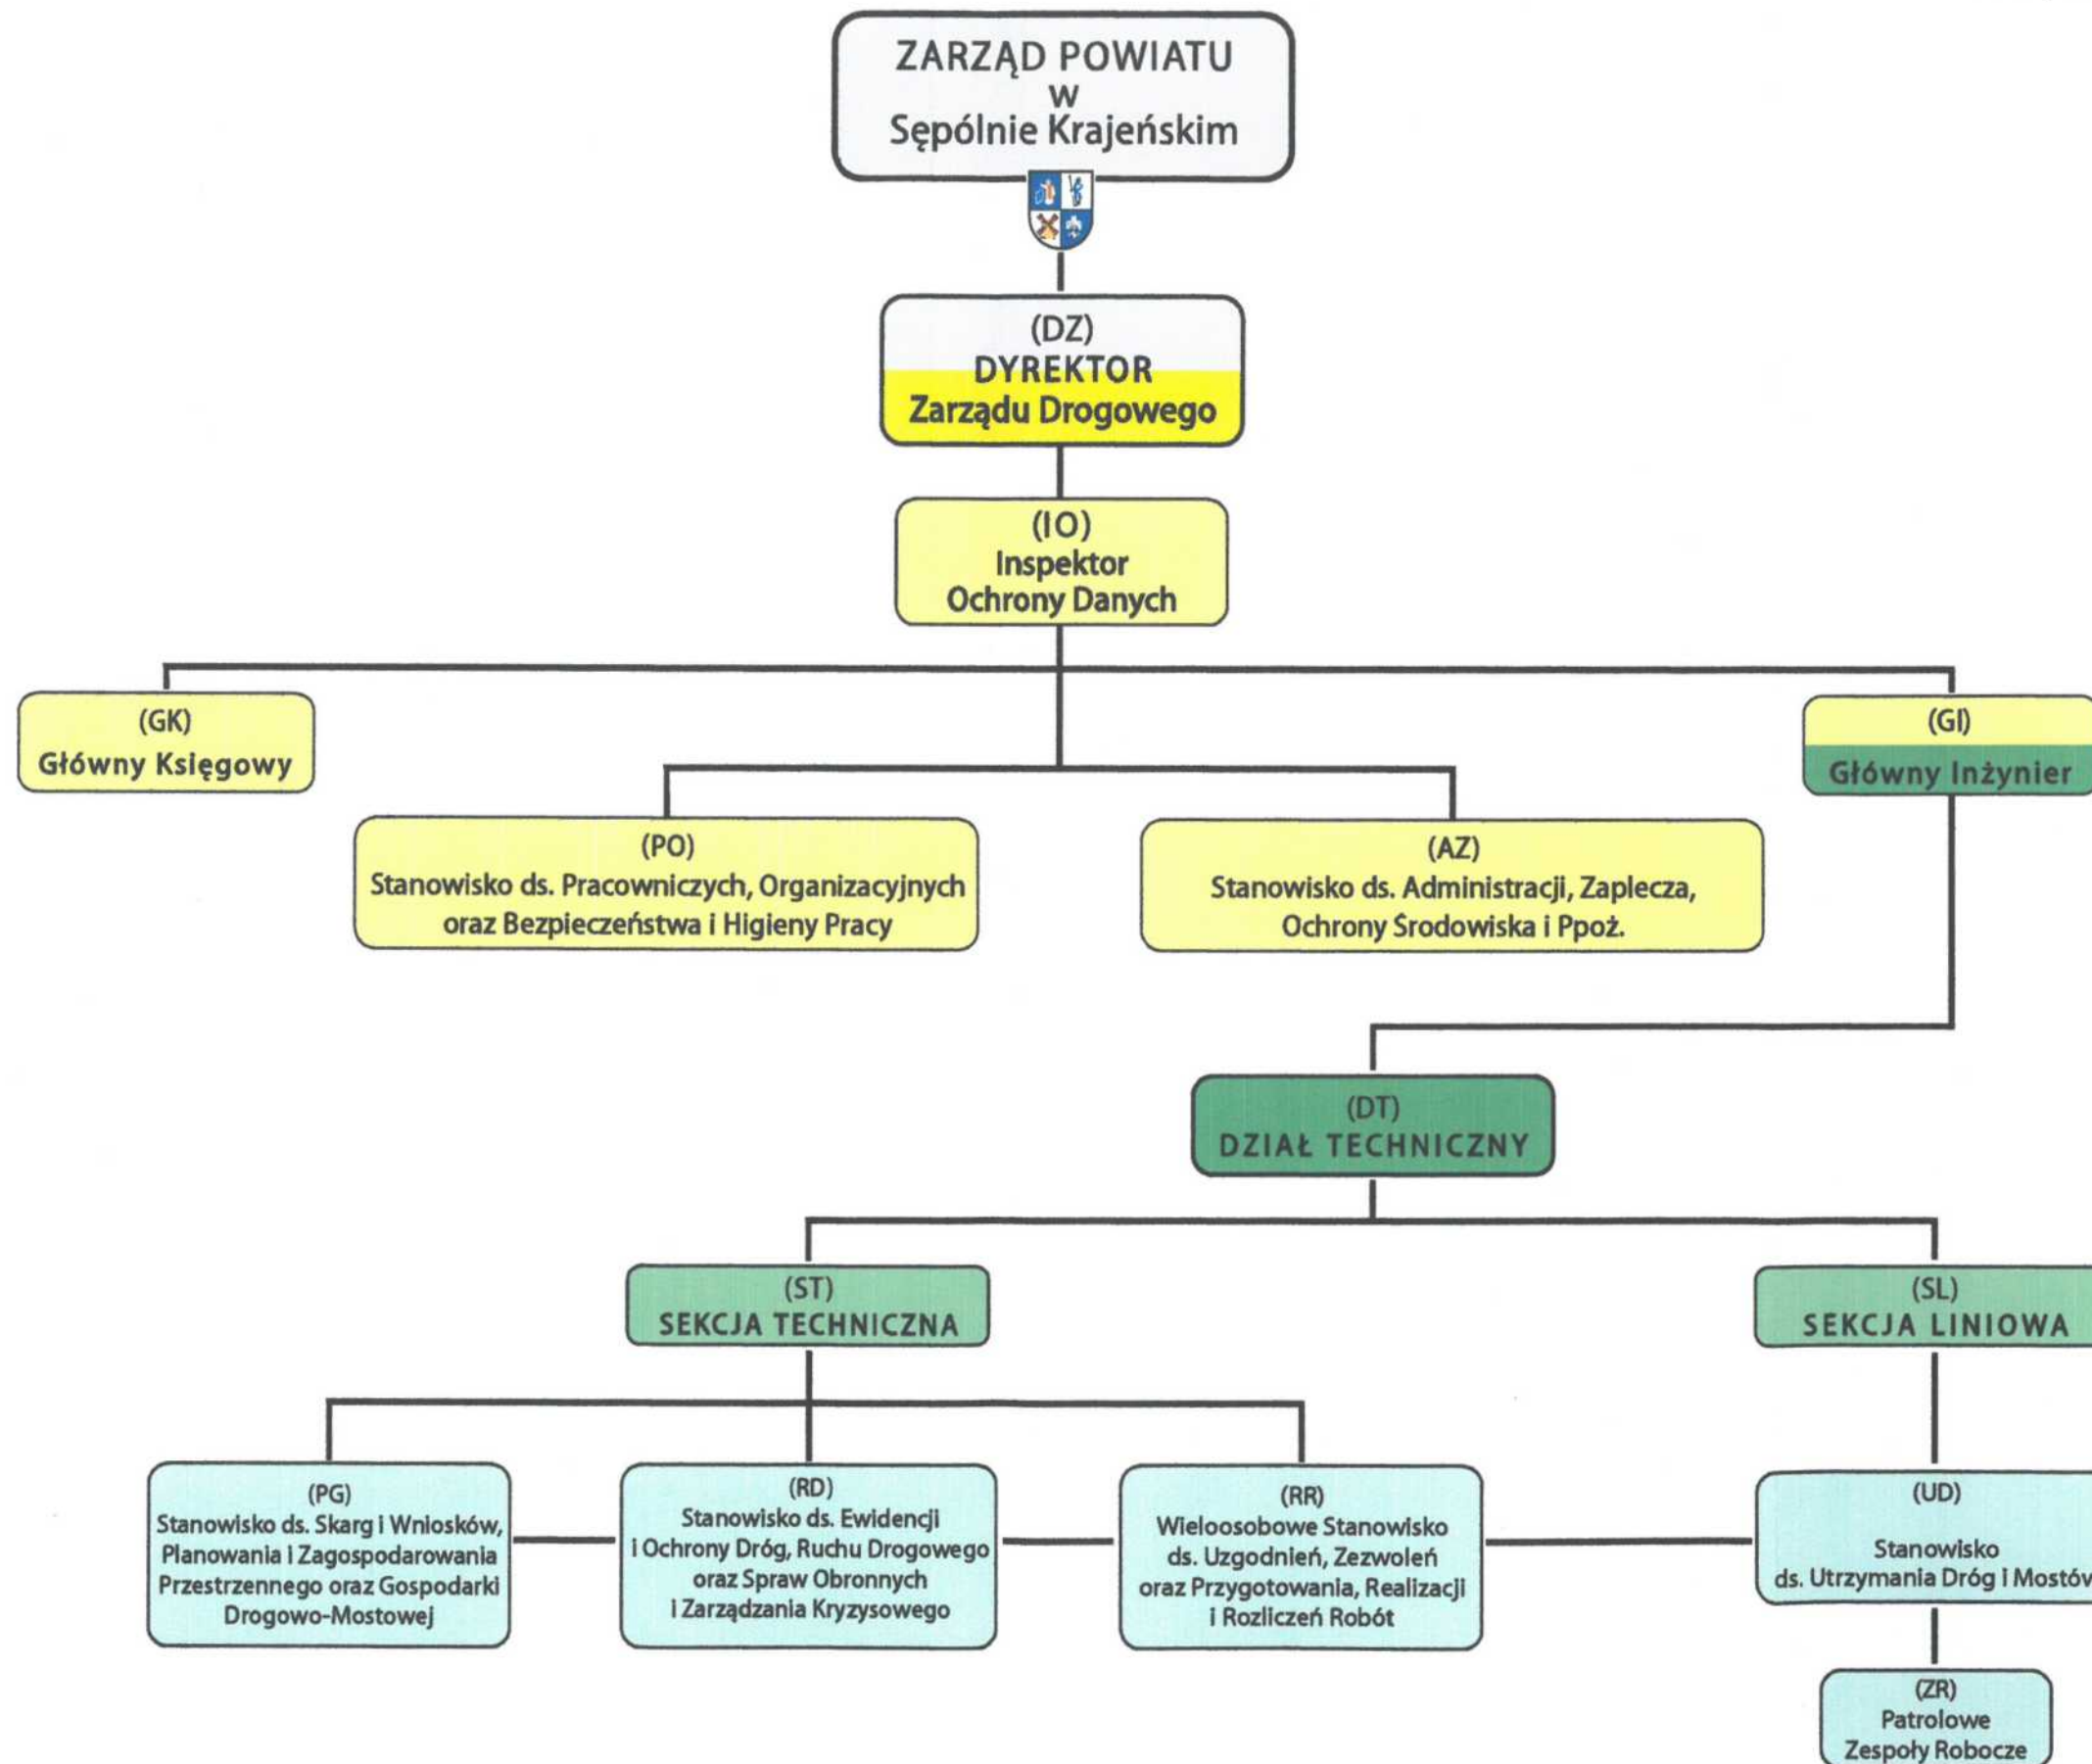 ZARZĄD POWIATU
w
Sępólnie Krajeńskim
(DZ)
DYREKTOR
Zarządu Drogowego
(IO)
Inspektor
Ochrony Danych
(GK)
Główny Księgowy
(GI)
Główny Inżynier
(PO)
Stanowisko ds. Pracowniczych, Organizacyjnych
oraz Bezpieczeństwa i Higieny Pracy
(AZ)
Stanowisko ds. Administracji, Zaplecza,
Ochrony Środowiska i Ppoż.
(DT)
DZIAŁ TECHNICZNY
(ST)
SEKCJA TECHNICZNA
(SL)
SEKCJA LINIOWA
(PG)
Stanowisko ds. Skarg i Wniosków,
Planowania i Zagospodarowania
Przestrzennego oraz Gospodarki
Drogowo-Mostowej
(RD)
Stanowisko ds. Ewidencji
i Ochrony Dróg, Ruchu Drogowego
oraz Spraw Obronnych
i Zarządzania Kryzysowego
(RR)
Wieloosobowe Stanowisko
ds. Uzgodnień, Zezwoleń
oraz Przygotowania, Realizacji
i Rozliczeń Robót
(UD)
Stanowisko
ds. Utrzymania Dróg i Mostów
(ZR)
Patrolowe
Zespoły Robocze